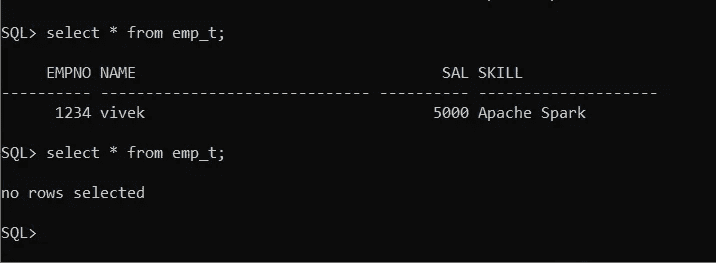 SQL> select * from emp_t;
EMPNO NAME SAL SKILL
---------- ------------------------------ ---------- --------------------
1234 vivek 5000 Apache Spark
SQL> select * from emp_t;
no rows selected
SQL>